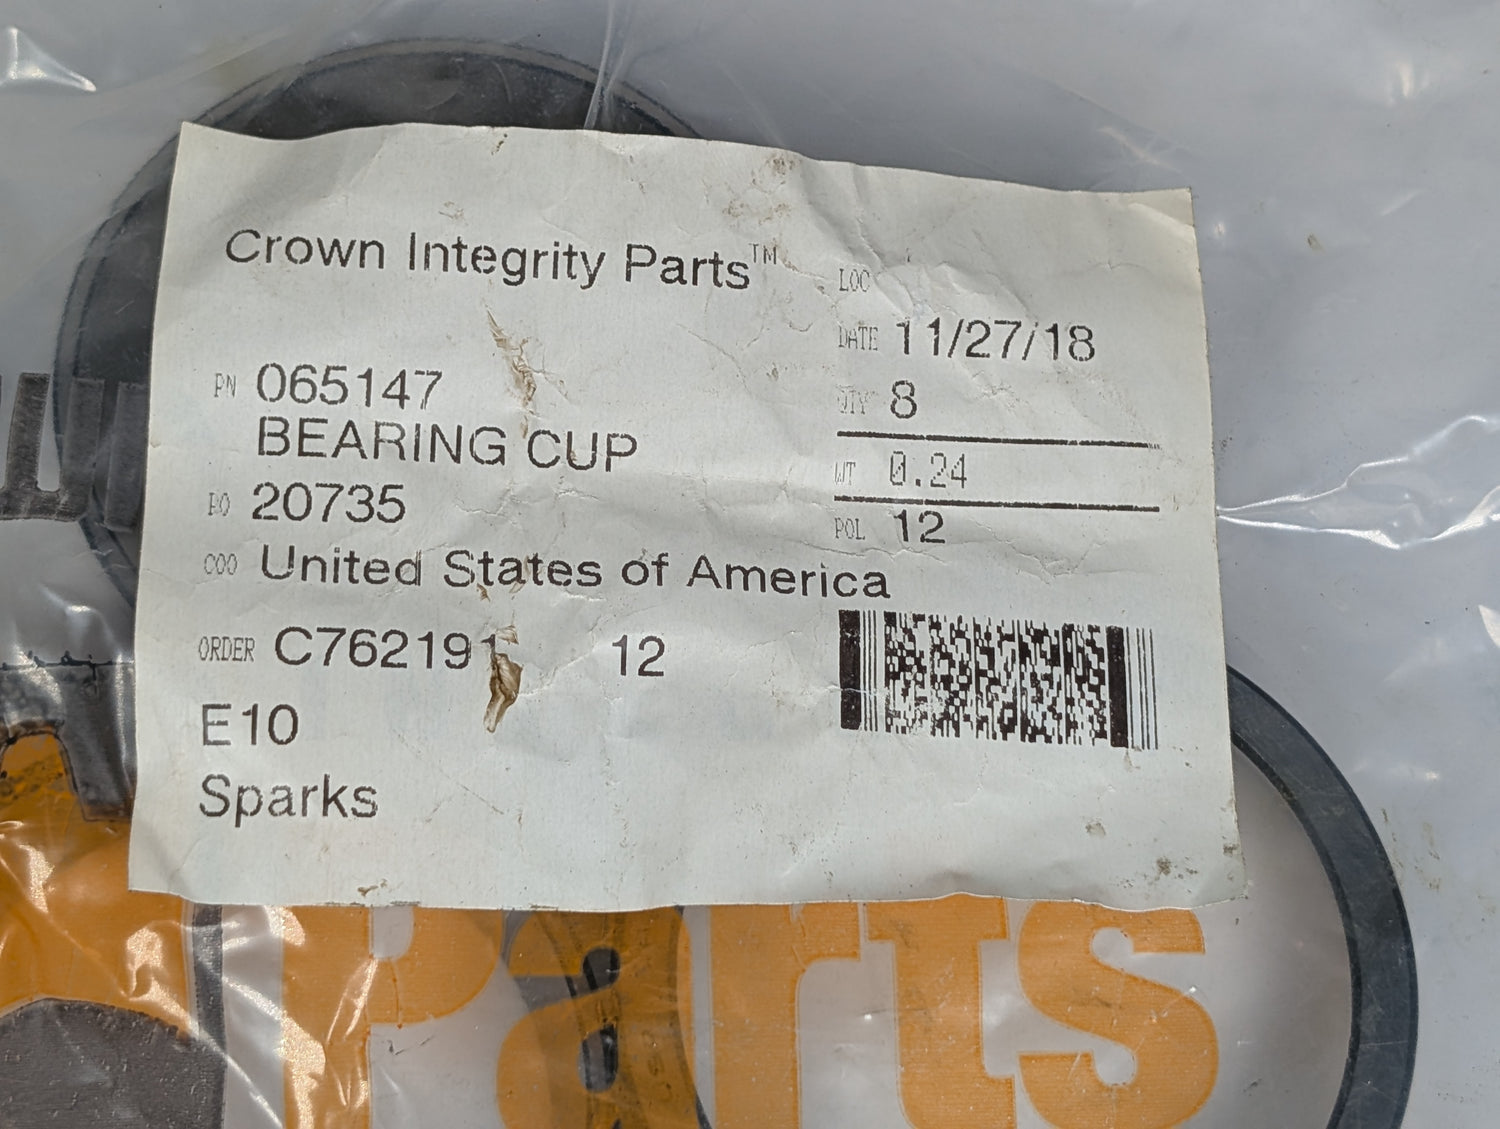 Crown Integrity Parts™
LOC
DATE 11/27/18
PN 065147
QTY 8
BEARING CUP
WT 0.24
PO 20735
POL 12
COO United States of America
ORDER C762191 12
E10
Sparks
Parts